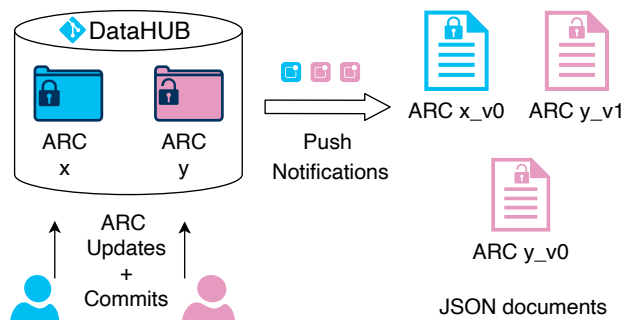 DataHUB
ARC
x
ARC
y
Push
Notifications
ARC x_v0
ARC y_v1
ARC y_v0
JSON documents
ARC
Updates
+
Commits